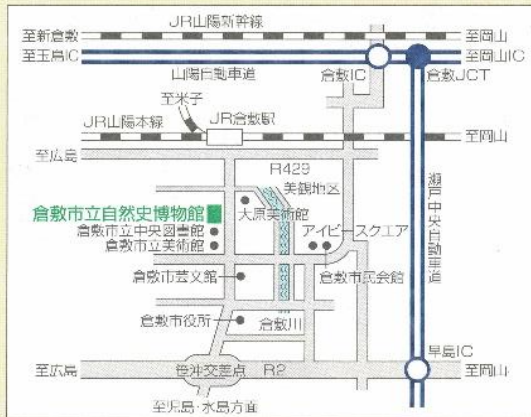 JR山陽新幹線
至新倉敷
至岡山
至玉島IC
至岡山IC
山陽自動車道
倉敷IC
倉敷JCT
至米子
JR山陽本線
JR倉敷駅
至岡山
至広島
R429
美観地区
瀬戸中央自動車道
倉敷市立自然史博物館
大原美術館
倉敷市立中央図書館
アイビースクエア
倉敷市立美術館
倉敷市芸文館
倉敷市民会館
倉敷市役所
倉敷川
早島IC
至広島
笹沖交差点
R2
至岡山
至児島・水島方面